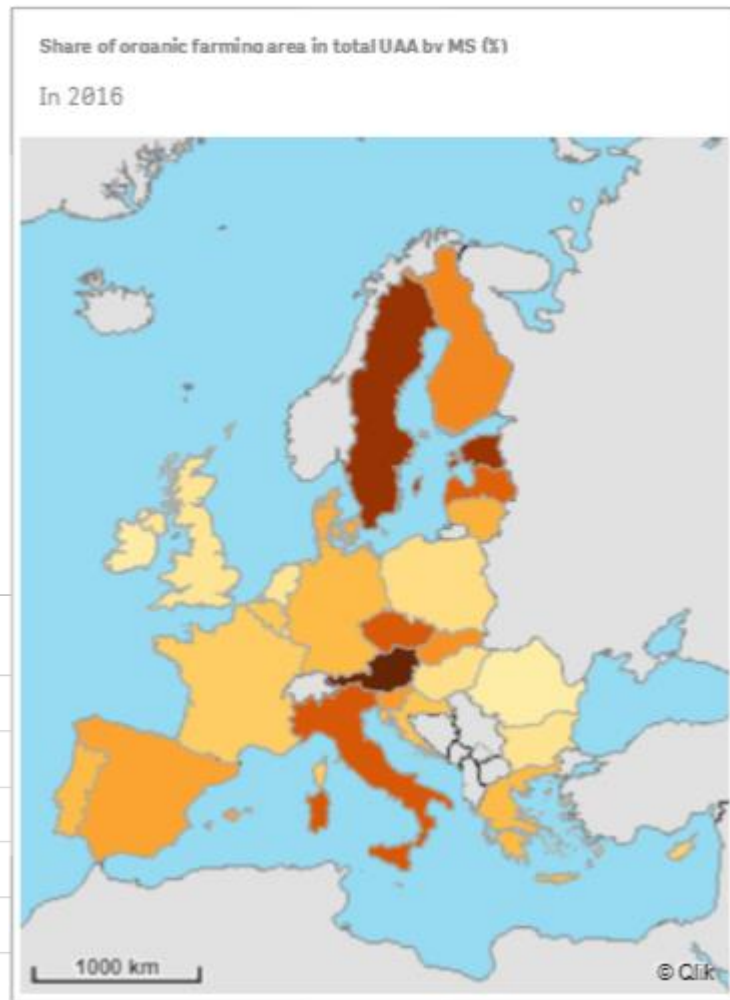 Share of organic farming area in total UAA by MS (%)
In 2016
1000 km
© Qlik